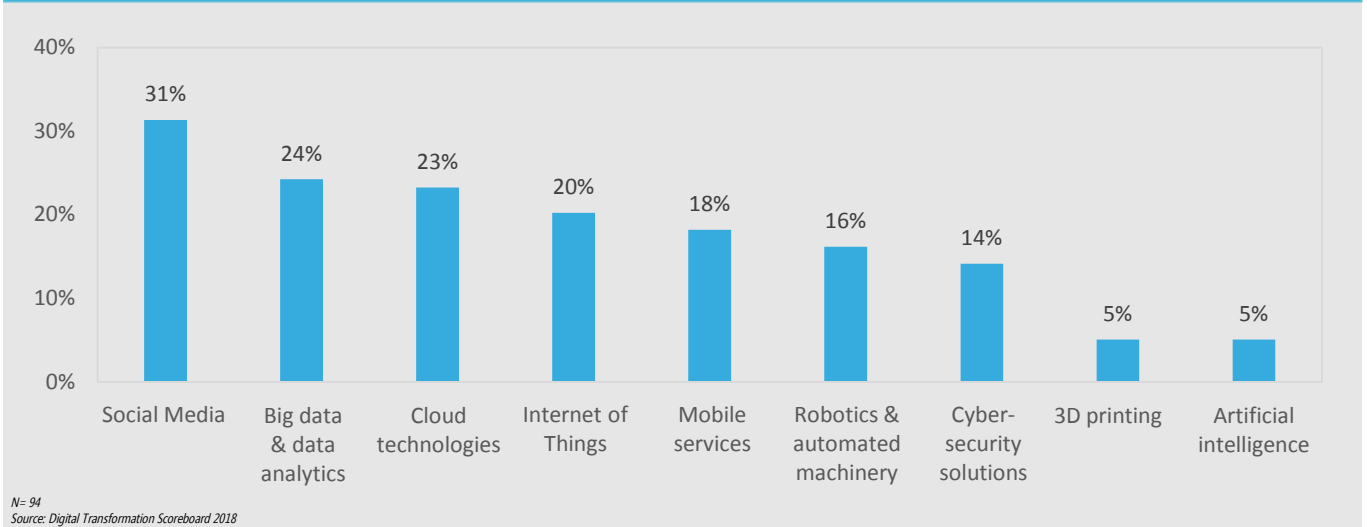 40%
30%
20%
10%
0%
31%
24%
23%
20%
18%
16%
14%
5%
5%
Social Media
Big data
& data
analytics
Cloud
technologies
Internet of
Things
Mobile
services
Robotics &
automated
machinery
Cyber-
security
solutions
3D printing
Artificial
intelligence
N= 94
Source: Digital Transformation Scoreboard 2018